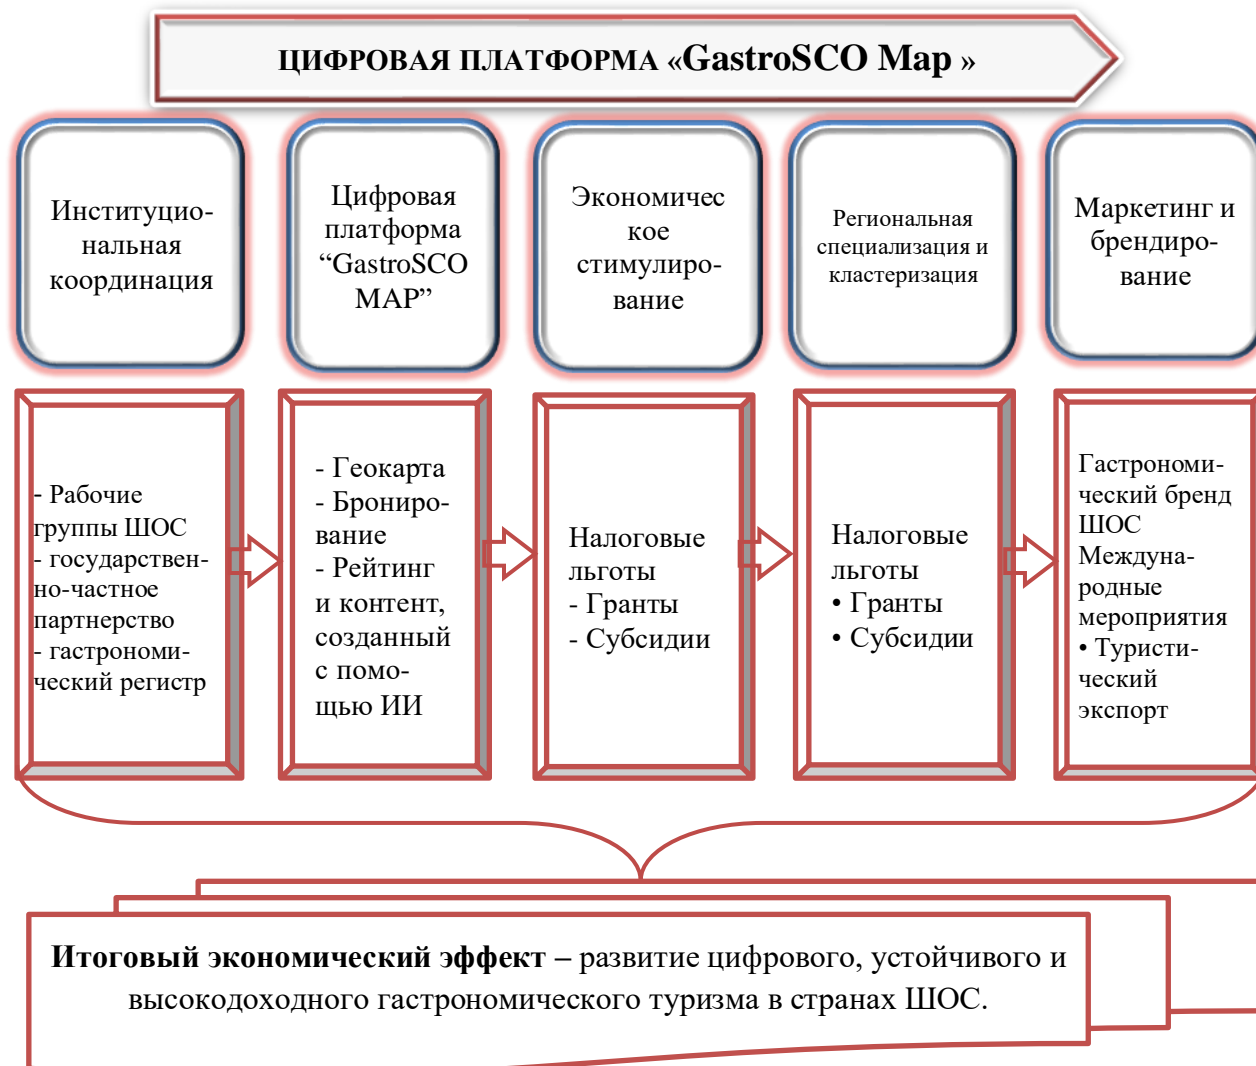 ЦИФРОВАЯ ПЛАТФОРМА «GastroSCO Map »
Институцио-
нальная
координация
Цифровая
платформа
“GastroSCO
MAP”
Экономичес
кое
стимулиро-
вание
Региональная
специализация и
кластеризация
Маркетинг и
брендиро-
вание
- Рабочие
группы ШОС
- государствен-
но-частное
партнерство
- гастрономи-
ческий регистр
- Геокарта
- Брониро-
вание
- Рейтинг
и контент,
созданный
с помо-
щью ИИ
Налоговые
льготы
- Гранты
- Субсидии
Налоговые
льготы
• Гранты
• Субсидии
Гастрономи-
ческий бренд
ШОС
Междуна-
родные
мероприятия
• Туристи-
ческий
экспорт
Итоговый экономический эффект – развитие цифрового, устойчивого и
высокодоходного гастрономического туризма в странах ШОС.